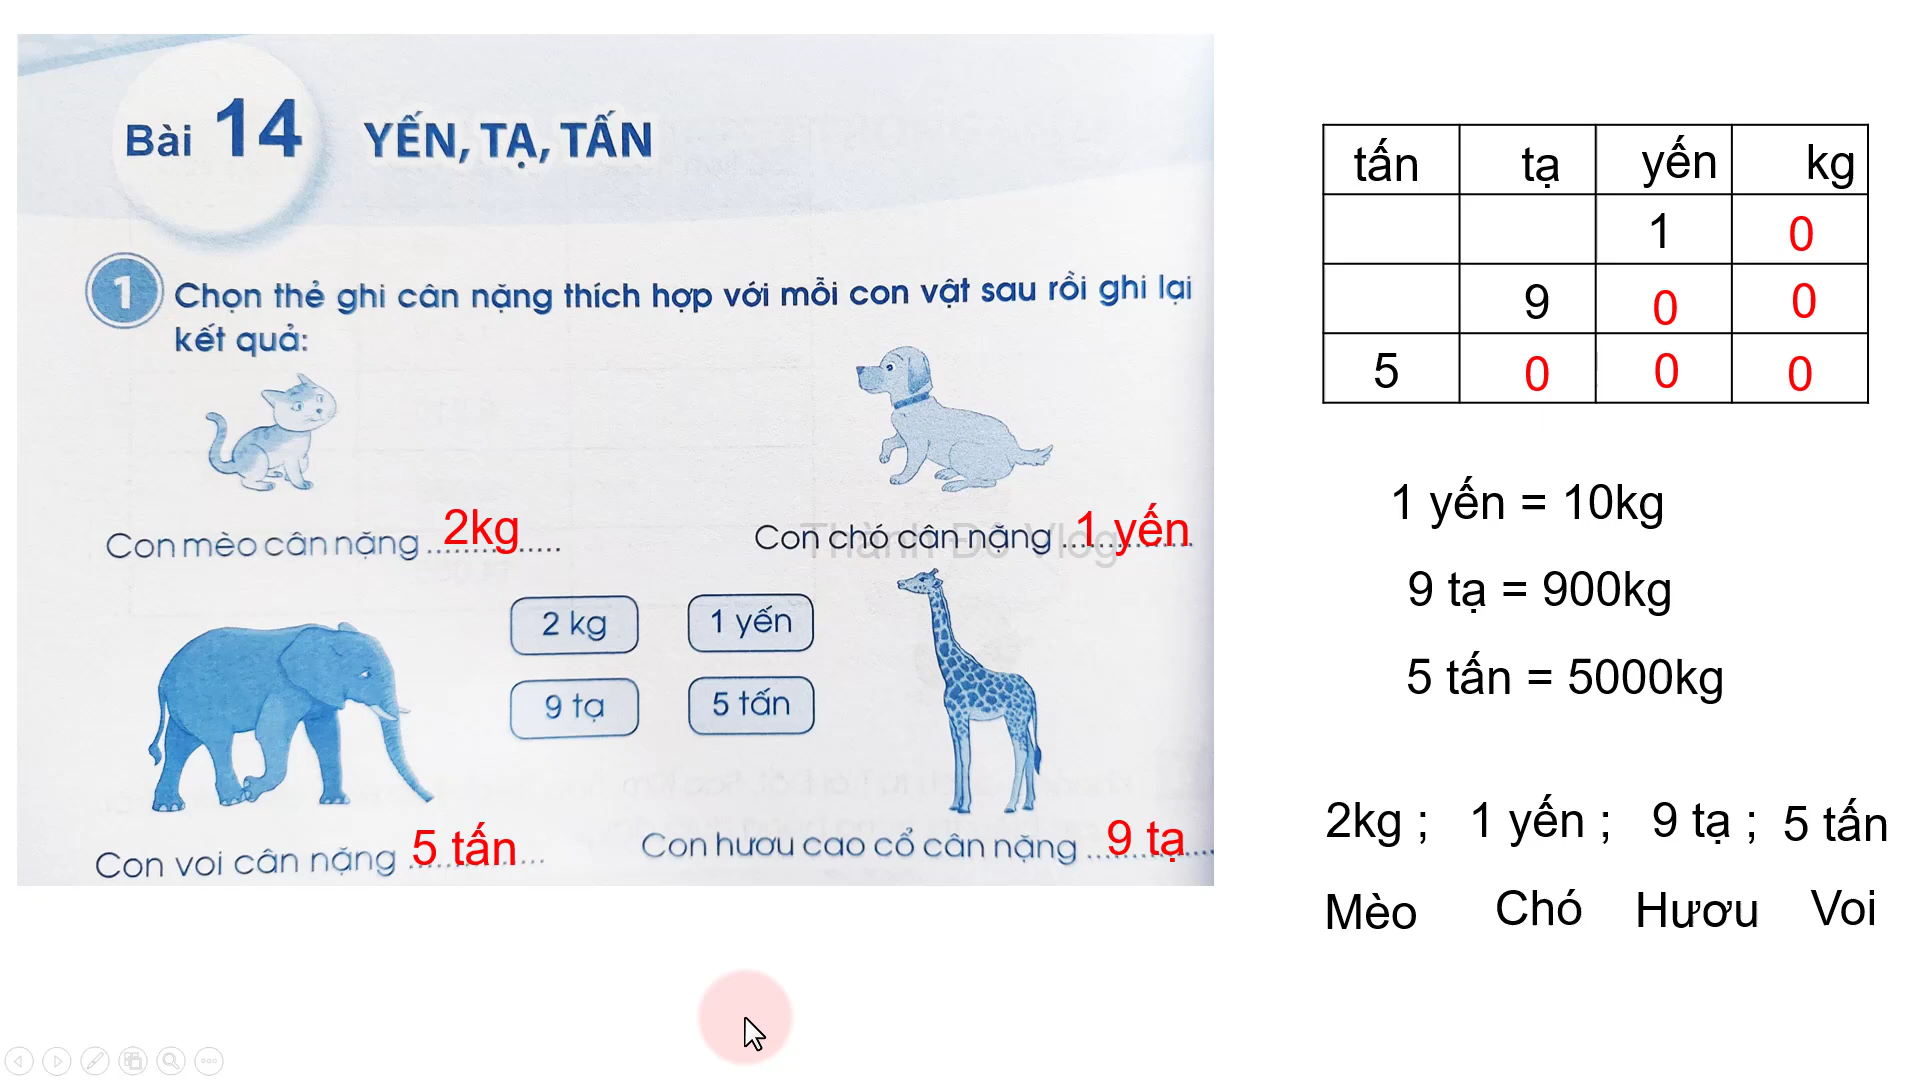 Bài 14 YẾN, TẠ, TẤN
1 Chọn thẻ ghi cân nặng thích hợp với mỗi con vật sau rồi ghi lại
kết quả:
Con mèo cân nặng 2kg
Con chó cân nặng 1 yến
Thành Đô Vlog
2 kg 1 yến
9 tạ 5 tấn
Con voi cân nặng 5 tấn
Con hươu cao cổ cân nặng 9 tạ
tấn tạ yến kg
1 0
9 0 0
5 0 0 0
1 yến = 10kg
9 tạ = 900kg
5 tấn = 5000kg
2kg ; 1 yến ; 9 tạ ; 5 tấn
Mèo Chó Hươu Voi